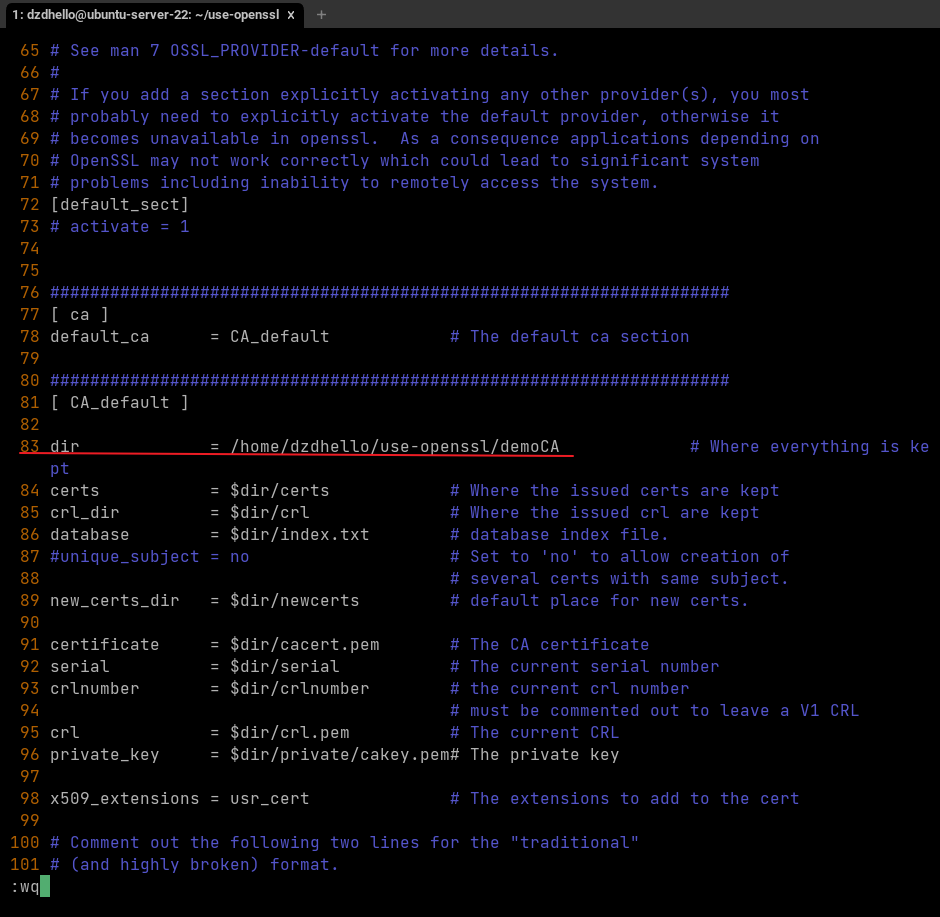 1: dzdhello@ubuntu-server-22: ~/use-openssl x +
65 # See man 7 OSSL_PROVIDER-default for more details.
66 #
67 # If you add a section explicitly activating any other provider(s), you most
68 # probably need to explicitly activate the default provider, otherwise it
69 # becomes unavailable in openssl.  As a consequence applications depending on
70 # OpenSSL may not work correctly which could lead to significant system
71 # problems including inability to remotely access the system.
72 [default_sect]
73 # activate = 1
74
75
76 ####################################################################
77 [ ca ]
78 default_ca      = CA_default            # The default ca section
79
80 ####################################################################
81 [ CA_default ]
82
83 dir             = /home/dzdhello/use-openssl/demoCA             # Where everything is ke
pt
84 certs           = $dir/certs            # Where the issued certs are kept
85 crl_dir         = $dir/crl              # Where the issued crl are kept
86 database        = $dir/index.txt        # database index file.
87 #unique_subject = no                    # Set to 'no' to allow creation of
88                                         # several certs with same subject.
89 new_certs_dir   = $dir/newcerts         # default place for new certs.
90
91 certificate     = $dir/cacert.pem       # The CA certificate
92 serial          = $dir/serial           # The current serial number
93 crlnumber       = $dir/crlnumber        # the current crl number
94                                         # must be commented out to leave a V1 CRL
95 crl             = $dir/crl.pem          # The current CRL
96 private_key     = $dir/private/cakey.pem# The private key
97
98 x509_extensions = usr_cert              # The extensions to add to the cert
99
100 # Comment out the following two lines for the "traditional"
101 # (and highly broken) format.
:wq